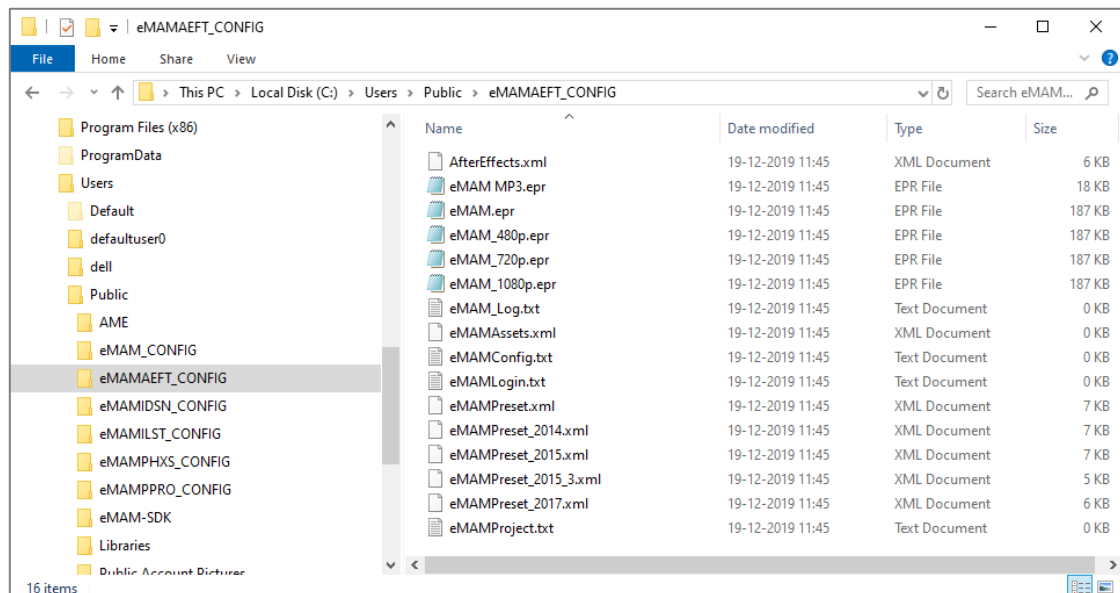 eMAMAEFT_CONFIG
File Home Share View
This PC > Local Disk (C:) > Users > Public > eMAMAEFT_CONFIG Search eMAM...
Program Files (x86)
ProgramData
Users
Default
defaultuser0
dell
Public
AME
eMAM_CONFIG
eMAMAEFT_CONFIG
eMAMIDSN_CONFIG
eMAMILST_CONFIG
eMAMPHXS_CONFIG
eMAMPPRO_CONFIG
eMAM-SDK
Libraries
Public Account Pictures
Name Date modified Type Size
AfterEffects.xml 19-12-2019 11:45 XML Document 6 KB
eMAM MP3.epr 19-12-2019 11:45 EPR File 18 KB
eMAM.epr 19-12-2019 11:45 EPR File 187 KB
eMAM_480p.epr 19-12-2019 11:45 EPR File 187 KB
eMAM_720p.epr 19-12-2019 11:45 EPR File 187 KB
eMAM_1080p.epr 19-12-2019 11:45 EPR File 187 KB
eMAM_Log.txt 19-12-2019 11:45 Text Document 0 KB
eMAMAssets.xml 19-12-2019 11:45 XML Document 0 KB
eMAMConfig.txt 19-12-2019 11:45 Text Document 0 KB
eMAMLogin.txt 19-12-2019 11:45 Text Document 0 KB
eMAMPreset.xml 19-12-2019 11:45 XML Document 7 KB
eMAMPreset_2014.xml 19-12-2019 11:45 XML Document 7 KB
eMAMPreset_2015.xml 19-12-2019 11:45 XML Document 7 KB
eMAMPreset_2015_3.xml 19-12-2019 11:45 XML Document 5 KB
eMAMPreset_2017.xml 19-12-2019 11:45 XML Document 6 KB
eMAMProject.txt 19-12-2019 11:45 Text Document 0 KB
16 items